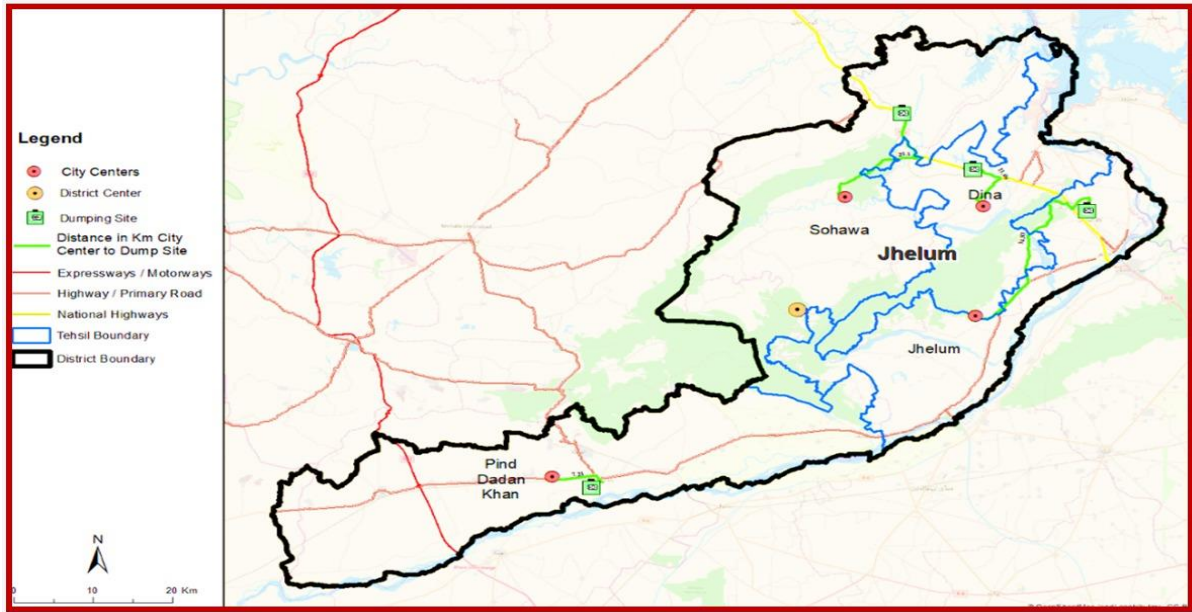 Legend
City Centers
District Center
Dumping Site
Distance in Km City
Center to Dump Site
Expressways / Motorways
Highway / Primary Road
National Highways
Tehsil Boundary
District Boundary
N
0 10 20 Km
Dina
Sohawa
Jhelum
Jhelum
Pind
Dadan
Khan